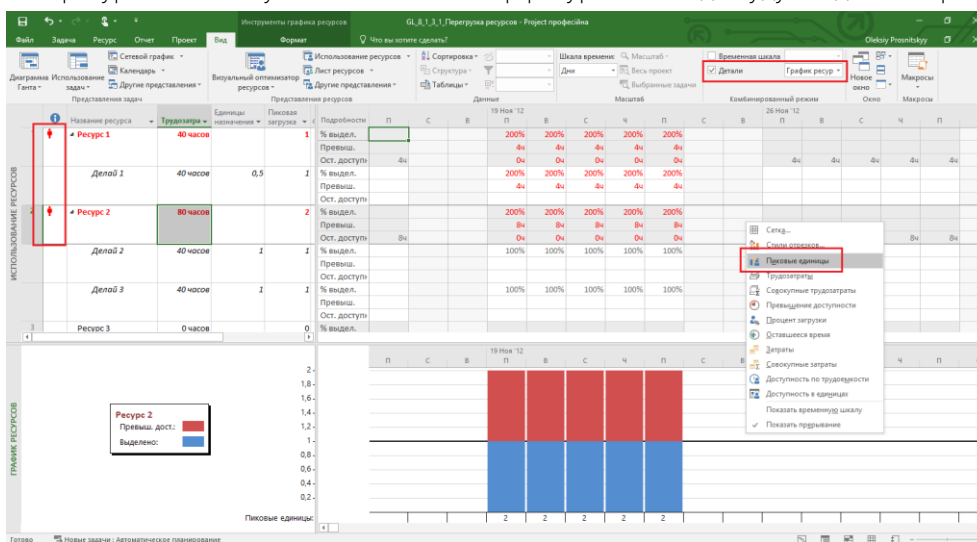 Инструменты графика ресурсов
GL_8_1_3_1_Перегрузка ресурсов - Project професійна
Файл Задача Ресурс Отчет Проект Вид Формат Что вы хотите сделать? Oleksiy Prosnitskyy
Диаграмма Ганта
Использование задач
Сетевой график
Календарь
Другие представления
Представления задач
Визуальный оптимизатор ресурсов
Использование ресурсов
Лист ресурсов
Другие представления
Представления ресурсов
Сортировка
Структура
Таблицы
Данные
Шкала времени:
Дни
Масштаб
Весь проект
Выбранные задачи
Масштаб
Временная шкала
Детали График ресур
Комбинированный режим
Новое окно
Окно
Макросы
Макросы
ИСПОЛЬЗОВАНИЕ РЕСУРСОВ
Название ресурса Трудозатра Единицы назначения Пиковая загрузка
Подробности 19 Ноя '12 26 Ноя '12
П С В П В С Ч П С В П В С Ч П
1 Ресурс 1 40 часов 1 % выдел. 200% 200% 200% 200% 200%
Превыш. 4ч 4ч 4ч 4ч 4ч
Ост. доступн 4ч 0ч 0ч 0ч 0ч 0ч 4ч 4ч 4ч 4ч 4ч
Делай 1 40 часов 0,5 1 % выдел. 200% 200% 200% 200% 200%
Превыш. 4ч 4ч 4ч 4ч 4ч
Ост. доступн
2 Ресурс 2 80 часов 2 % выдел. 200% 200% 200% 200% 200%
Превыш. 8ч 8ч 8ч 8ч 8ч
Ост. доступн 8ч 0ч 0ч 0ч 0ч 0ч 8ч 8ч
Делай 2 40 часов 1 1 % выдел. 100% 100% 100% 100% 100%
Превыш.
Ост. доступн
Делай 3 40 часов 1 1 % выдел. 100% 100% 100% 100% 100%
Превыш.
Ост. доступн
3 Ресурс 3 0 часов 0 % выдел.
Сетка...
Стили отрезков...
Пиковые единицы
Трудозатраты
Совокупные трудозатраты
Превышение доступности
Процент загрузки
Оставшееся время
Затраты
Совокупные затраты
Доступность по трудоемкости
Доступность в единицах
Показать временную шкалу
Показать прерывание
ГРАФИК РЕСУРСОВ
19 Ноя '12
П С В П В С Ч П С В Ч П
Ресурс 2
Превыш. дост.:
Выделено:
2
1,8
1,6
1,4
1,2
1
0,8
0,6
0,4
0,2
Пиковые единицы: 2 2 2 2 2
Готово Новые задачи : Автоматическое планирование